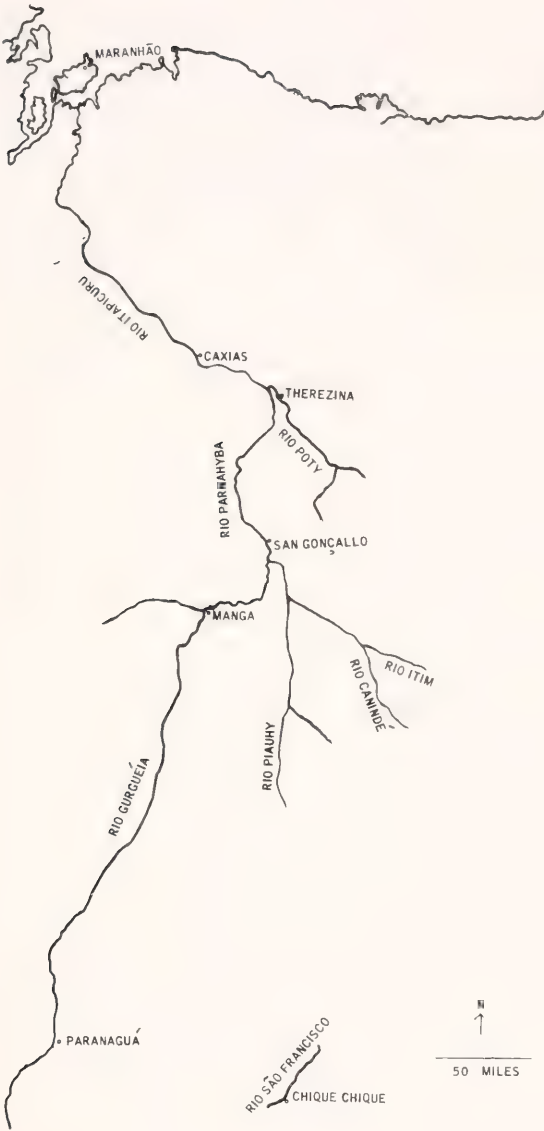 MARANHÃO
RIO ITAPICURÚ
CAXIAS
THEREZINA
RIO POTY
RIO PARNAHYBA
SAN GONÇALLO
MANGA
RIO ITIM
RIO CANINDÉ
RIO PIAUHY
RIO GURGUÉIA
PARANAGUÁ
RIO SÃO FRANCISCO
CHIQUE CHIQUE
N
50 MILES